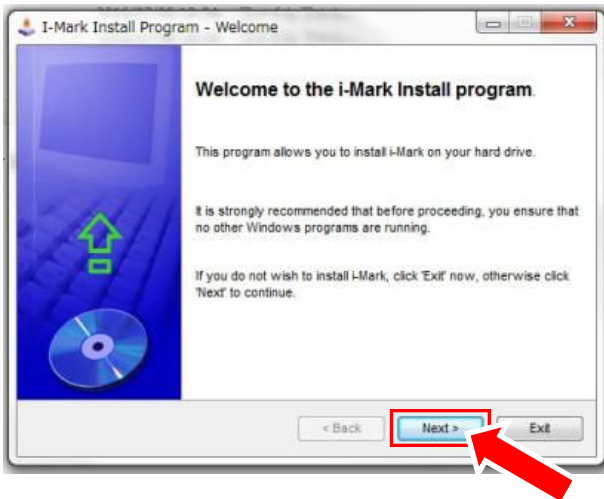 I-Mark Install Program - Welcome
Welcome to the i-Mark Install program.
This program allows you to install i-Mark on your hard drive.
It is strongly recommended that before proceeding, you ensure that
no other Windows programs are running.
If you do not wish to install i-Mark, click 'Exit' now, otherwise click
'Next' to continue.
< Back
Next >
Exit